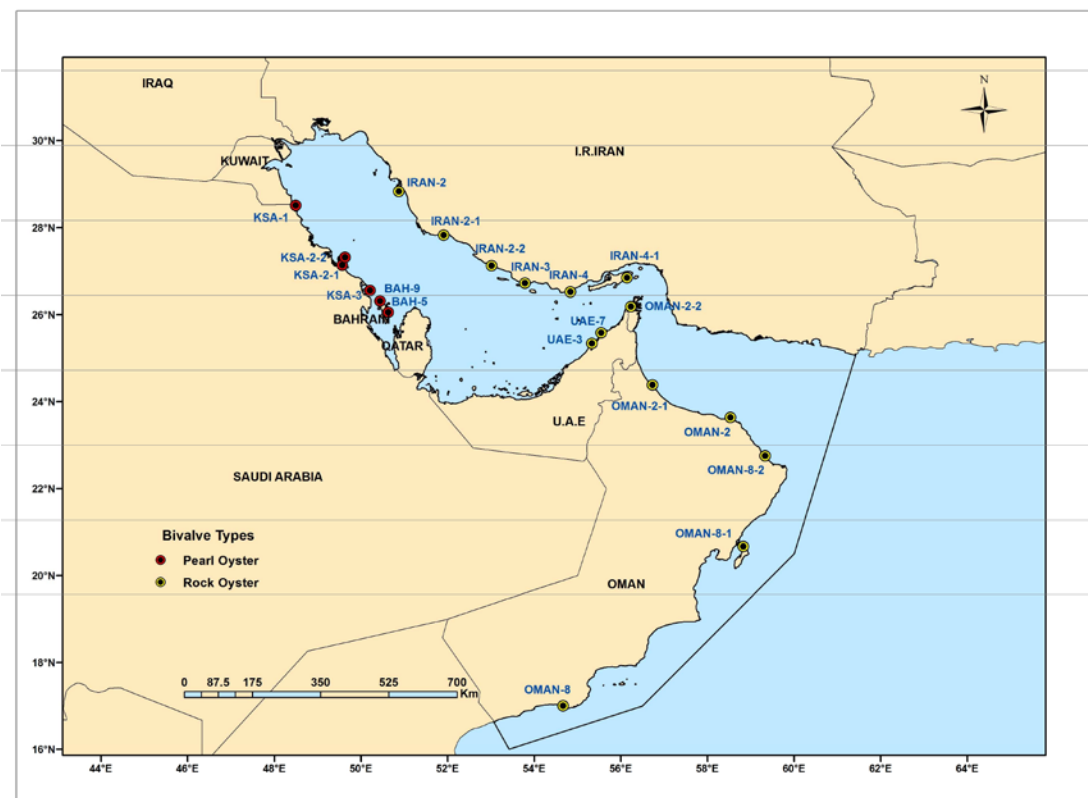 N
IRAQ
30°N
I.R.IRAN
KUWAIT
IRAN-2
KSA-1
28°N
IRAN-2-1
KSA-2-2
IRAN-2-2
IRAN-4-1
KSA-2-1
IRAN-3
IRAN-4
KSA-3
BAH-9
BAH-5
OMAN-2-2
26°N
BAHRAIN
UAE-7
QATAR
UAE-3
24°N
OMAN-2-1
U.A.E
OMAN-2
OMAN-8-2
SAUDI ARABIA
22°N
OMAN-8-1
Bivalve Types
Pearl Oyster
20°N
Rock Oyster
OMAN
18°N
0 87.5 175 350 525 700
Km
OMAN-8
16°N
44°E 46°E 48°E 50°E 52°E 54°E 56°E 58°E 60°E 62°E 64°E